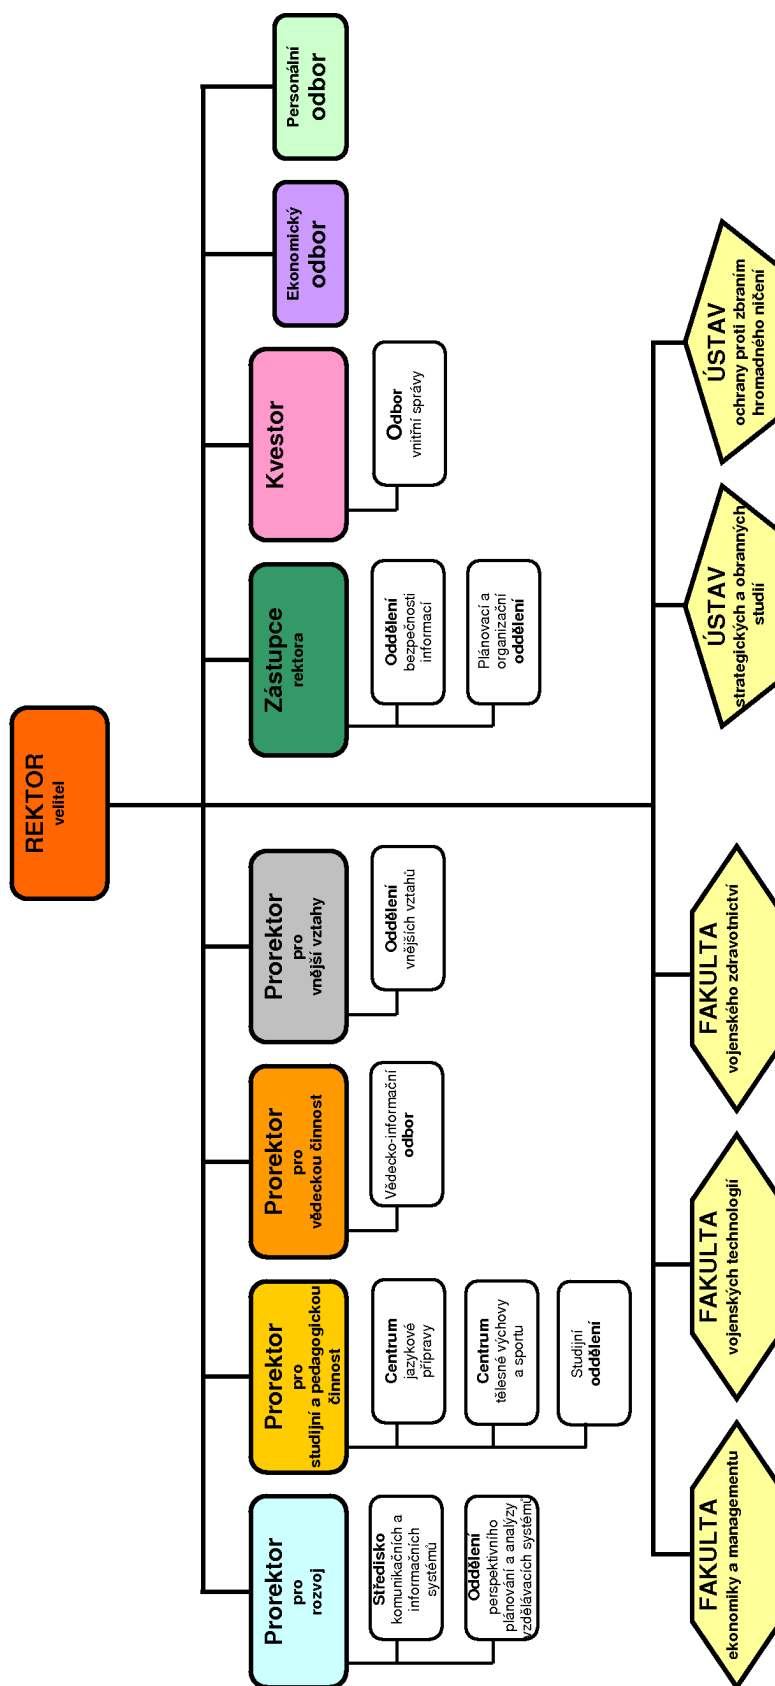 REKTOR
velitel
Prorektor
pro
rozvoj
Prorektor
pro
studijní a pedagogickou
činnost
Prorektor
pro
vědeckou činnost
Prorektor
pro
vnější vztahy
Zástupce
rektora
Kvestor
Ekonomický
odbor
Personální
odbor
Středisko
komunikačních a
informačních
systémů
Oddělení
perspektivního
plánování a analýzy
vzdělávacích systémů
Centrum
jazykové
přípravy
Centrum
tělesné výchovy
a sportu
Studijní
oddělení
Vědecko-informační
odbor
Oddělení
vnějších vztahů
Oddělení
bezpečnosti
informací
Plánovací a
organizační
oddělení
Odbor
vnitřní správy
FAKULTA
ekonomiky a managementu
FAKULTA
vojenských technologií
FAKULTA
vojenského zdravotnictví
ÚSTAV
strategických a obranných
studií
ÚSTAV
ochrany proti zbraním
hromadného ničení